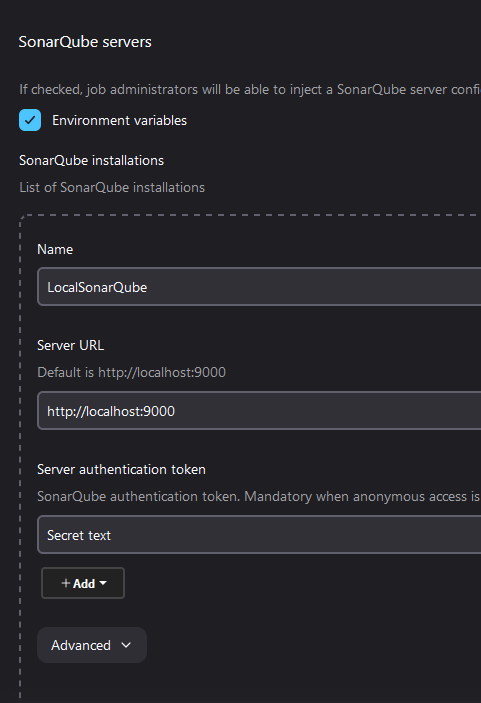 SonarQube servers
If checked, job administrators will be able to inject a SonarQube server
Environment variables
SonarQube installations
List of SonarQube installations
Name
LocalSonarQube
Server URL
Default is http://localhost:9000
http://localhost:9000
Server authentication token
SonarQube authentication token. Mandatory when anonymous access is
Secret text
+ Add
Advanced